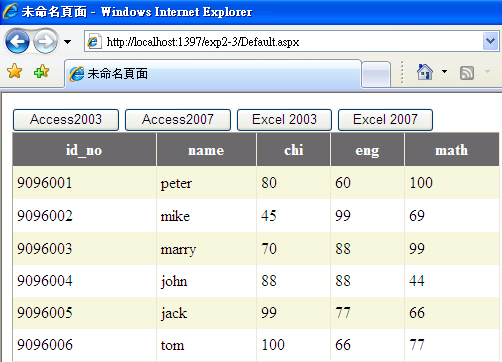 未命名頁面 - Windows Internet Explorer
http://localhost:1397/exp2-3/Default.aspx
未命名頁面
Access2003 Access2007 Excel 2003 Excel 2007
id_no name chi eng math
9096001 peter 80 60 100
9096002 mike 45 99 69
9096003 marry 70 88 99
9096004 john 88 88 44
9096005 jack 99 77 66
9096006 tom 100 66 77